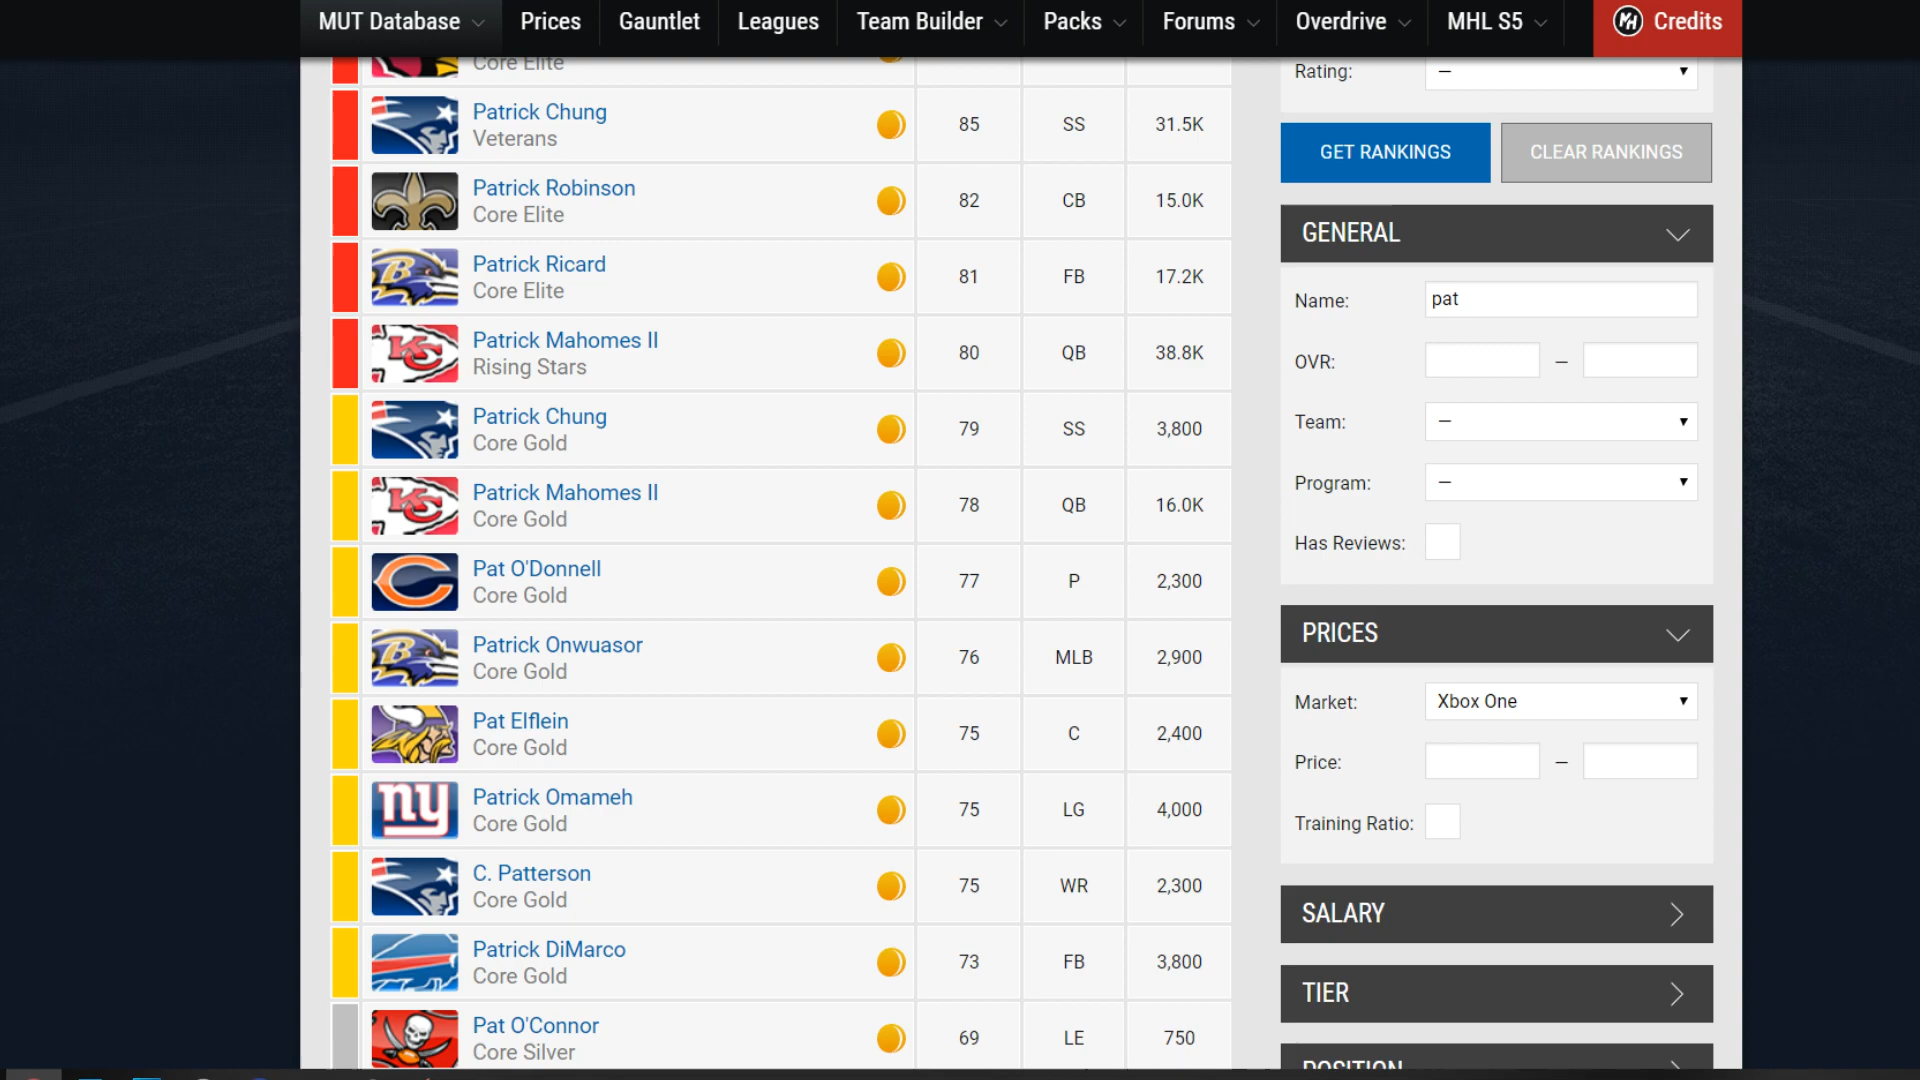 MUT Database Prices Gauntlet Leagues Team Builder Packs Forums Overdrive MHL S5 Credits
Core Elite
Rating: –
Patrick Chung
Veterans
85 SS 31.5K
GET RANKINGS CLEAR RANKINGS
Patrick Robinson
Core Elite
82 CB 15.0K
GENERAL
Patrick Ricard
Core Elite
81 FB 17.2K
Name: pat
Patrick Mahomes II
Rising Stars
80 QB 38.8K
OVR: –
Patrick Chung
Core Gold
79 SS 3,800
Team: –
Patrick Mahomes II
Core Gold
78 QB 16.0K
Program: –
Has Reviews:
Pat O'Donnell
Core Gold
77 P 2,300
PRICES
Patrick Onwuasor
Core Gold
76 MLB 2,900
Market: Xbox One
Pat Elflein
Core Gold
75 C 2,400
Price: –
Patrick Omameh
Core Gold
75 LG 4,000
Training Ratio:
C. Patterson
Core Gold
75 WR 2,300
SALARY
Patrick DiMarco
Core Gold
73 FB 3,800
TIER
Pat O'Connor
Core Silver
69 LE 750
POSITION
ny